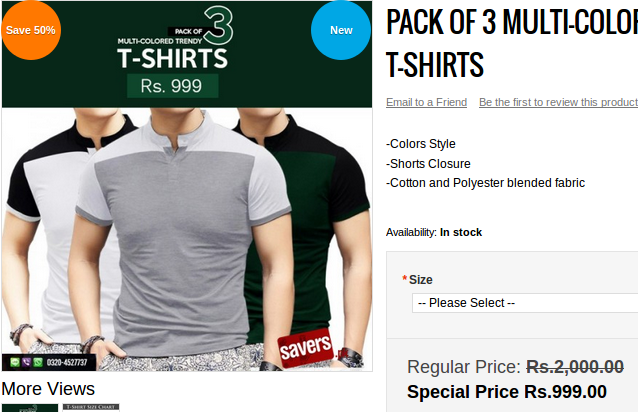 Save 50%
PACK OF 3
MULTI-COLORED TRENDY
T-SHIRTS
Rs. 999
New
0320-4527737
savers
More Views
T-SHIRT SIZE CHART
PACK OF 3 MULTI-COLOR
T-SHIRTS
Email to a Friend Be the first to review this product
-Colors Style
-Shorts Closure
-Cotton and Polyester blended fabric
Availability: In stock
*Size
-- Please Select --
Regular Price: Rs.2,000.00
Special Price Rs.999.00